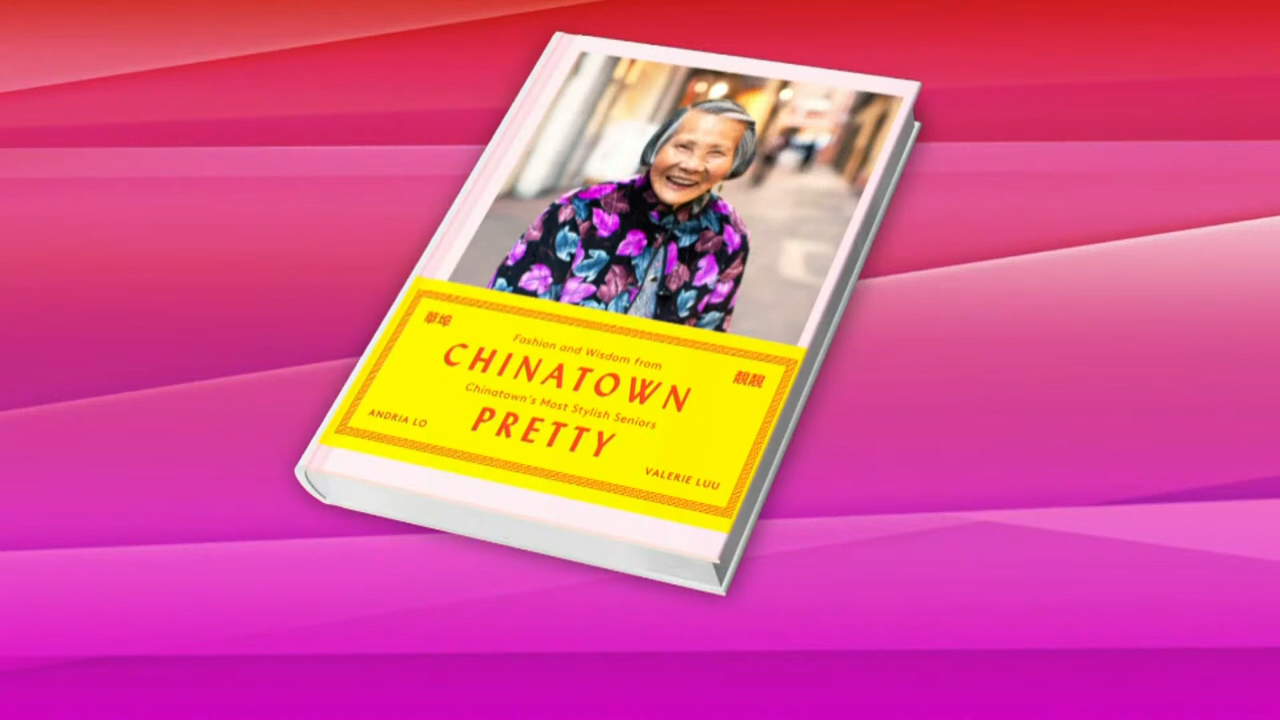 華埠
Fashion and Wisdom from
CHINATOWN
靚靚
Chinatown's Most Stylish Seniors
PRETTY
ANDRIA LO
VALERIE LUU